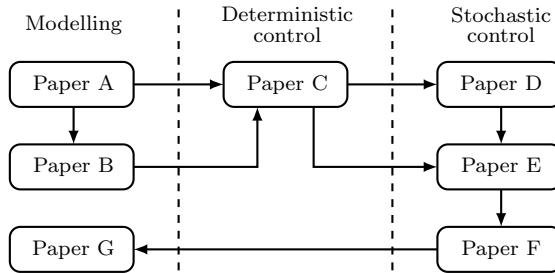 Modelling
Deterministic
control
Stochastic
control
Paper A
Paper C
Paper D
Paper B
Paper E
Paper G
Paper F